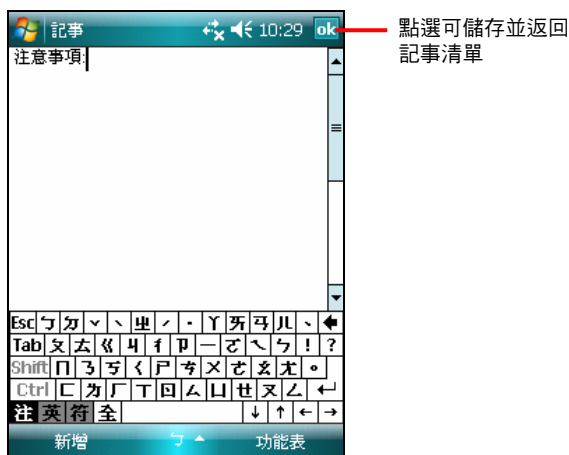 記事 10:29 ok
點選可儲存並返回
記事清單
注意事項:
Esc ㄅ ㄉ ˇ ˋ ㄓ ˊ ˙ ㄚ ㄞ ㄢ ㄦ 、
Tab ㄆ ㄊ ㄍ ㄐ ㄔ ㄗ ㄧ ㄛ ㄟ ㄣ ! ?
Shift ㄇ ㄋ ㄎ ㄑ ㄕ ㄘ ㄨ ㄜ ㄠ ㄤ 。
Ctrl ㄈ ㄌ ㄏ ㄒ ㄖ ㄙ ㄩ ㄝ ㄡ ㄥ ↵
注 英 符 全 ↓ ↑ ← →
新增 ㄅ 功能表